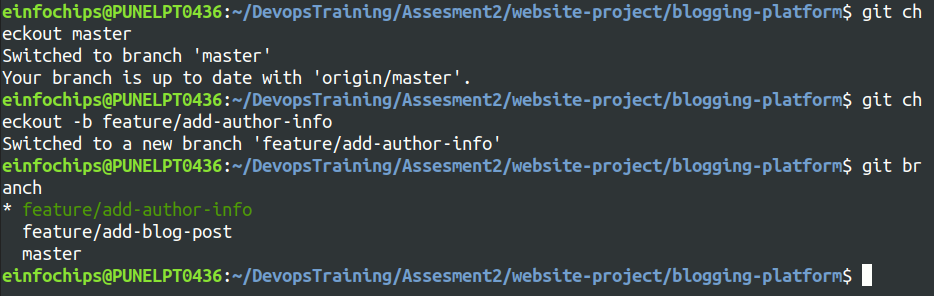 einfochips@PUNELPT0436:~/DevopsTraining/Assesment2/website-project/blogging-platform$ git ch
eckout master
Switched to branch 'master'
Your branch is up to date with 'origin/master'.
einfochips@PUNELPT0436:~/DevopsTraining/Assesment2/website-project/blogging-platform$ git ch
eckout -b feature/add-author-info
Switched to a new branch 'feature/add-author-info'
einfochips@PUNELPT0436:~/DevopsTraining/Assesment2/website-project/blogging-platform$ git br
anch
* feature/add-author-info
  feature/add-blog-post
  master
einfochips@PUNELPT0436:~/DevopsTraining/Assesment2/website-project/blogging-platform$